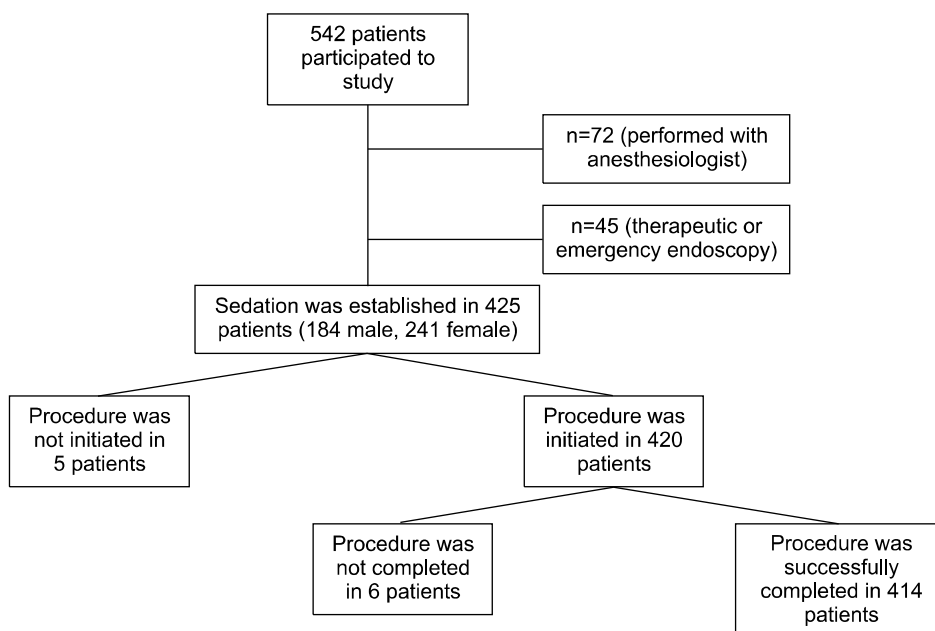 542 patients
participated to
study
n=72 (performed with
anesthesiologist)
n=45 (therapeutic or
emergency endoscopy)
Sedation was established in 425
patients (184 male, 241 female)
Procedure was
not initiated in
5 patients
Procedure was
initiated in 420
patients
Procedure was
not completed
in 6 patients
Procedure was
successfully
completed in 414
patients